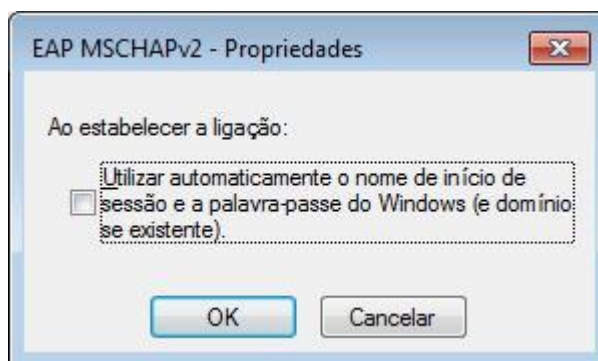 EAP MSCHAPv2 - Propriedades
Ao estabelecer a ligação:
Utilizar automaticamente o nome de início de
sessão e a palavra-passe do Windows (e domínio
se existente).
OK
Cancelar